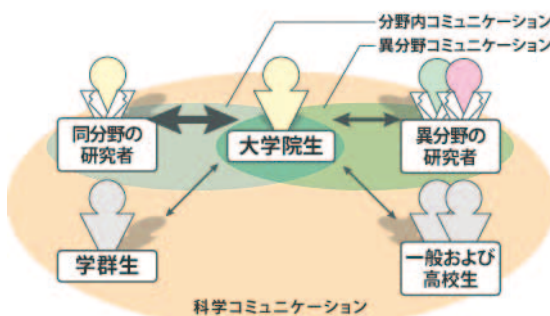 分野内コミュニケーション
異分野コミュニケーション
同分野の
研究者
大学院生
異分野の
研究者
学群生
一般および
高校生
科学コミュニケーション